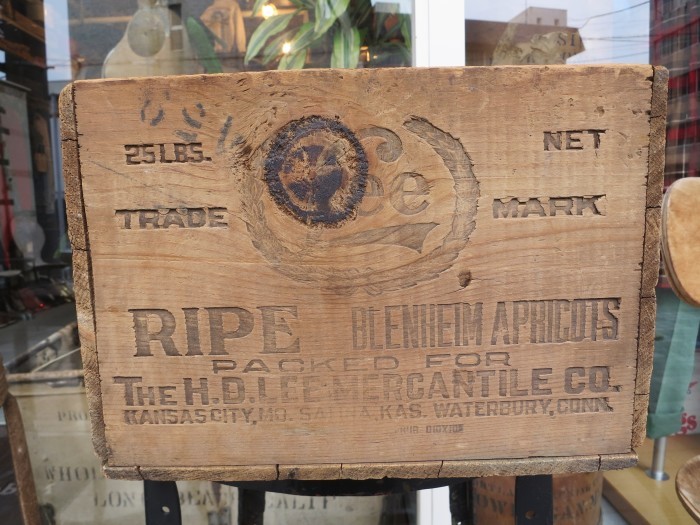 25 LBS.
NET
Lee
TRADE
MARK
RIPE BLENHEIM APRICOTS
PACKED FOR
THE H.D. LEE MERCANTILE CO.
KANSAS CITY, MO. SALINA, KAS. WATERBURY, CONN.